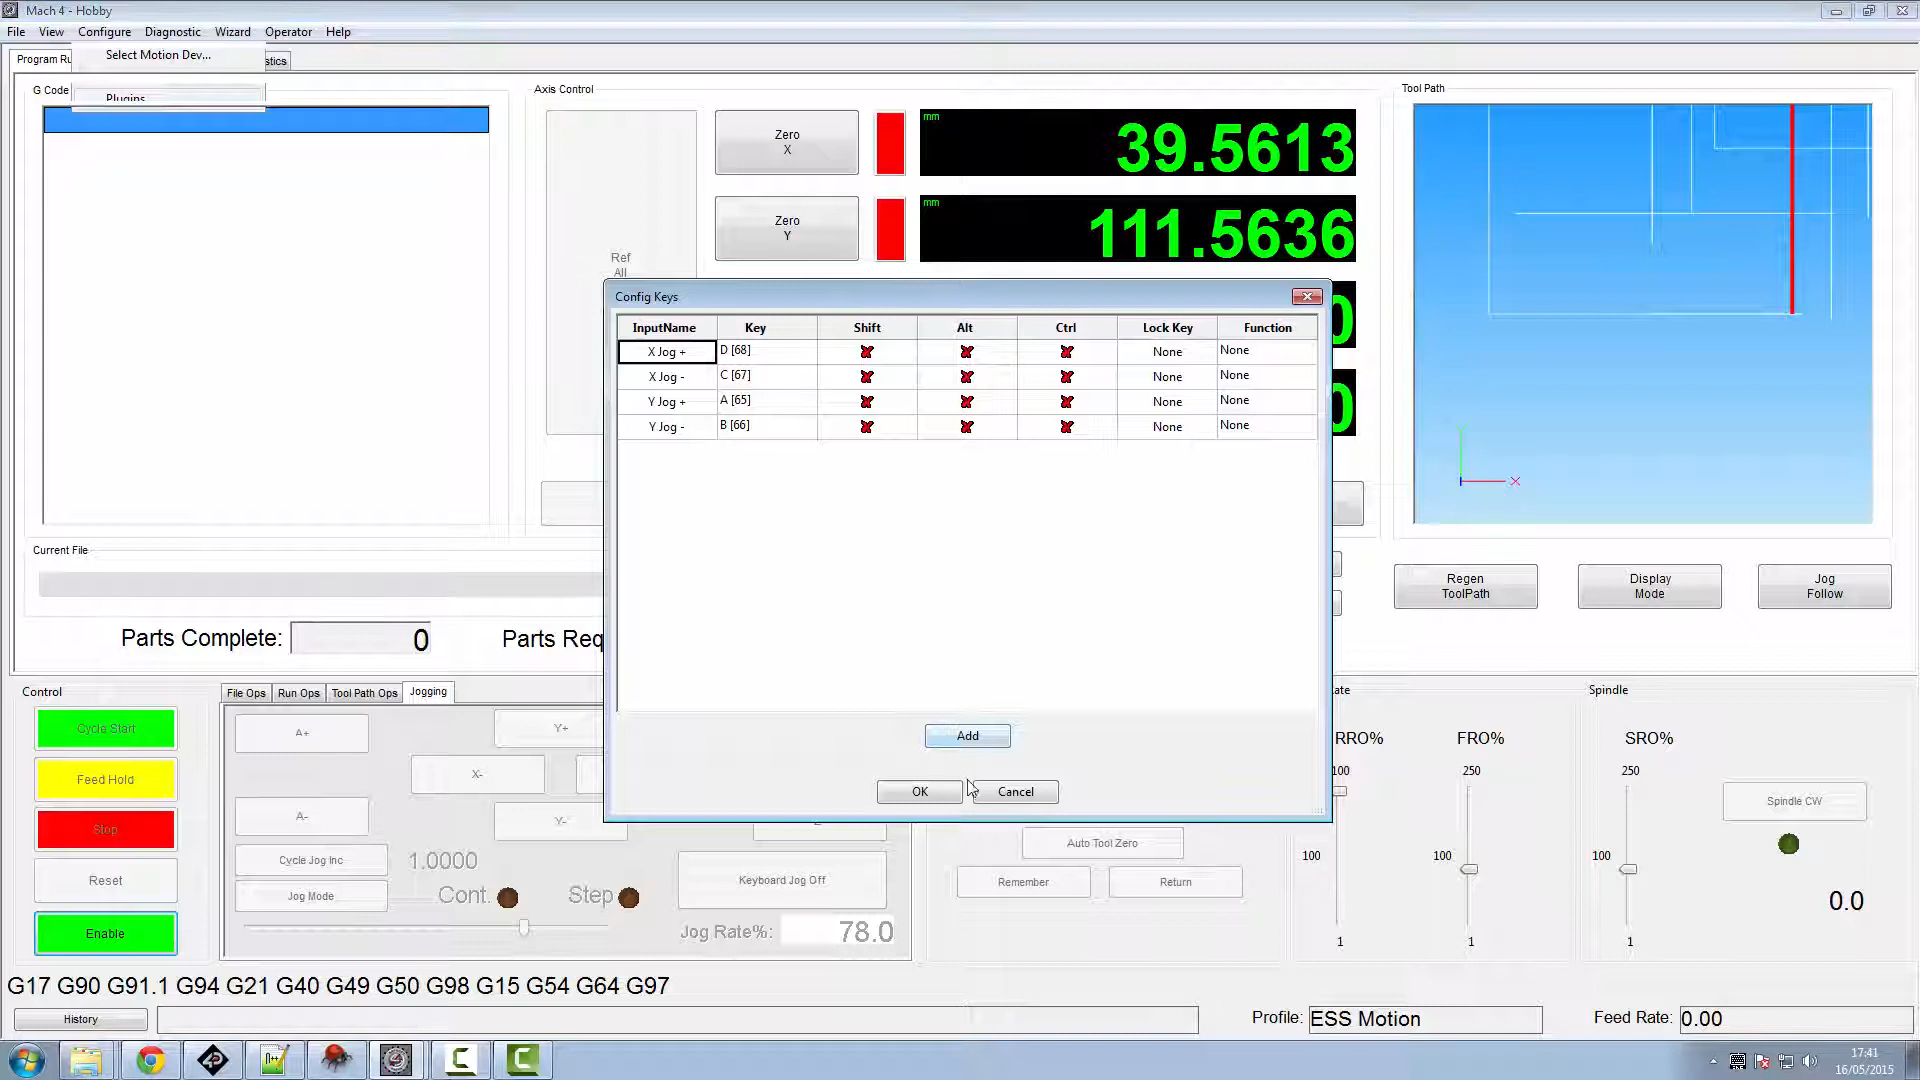 Mach 4 - Hobby
File View Configure Diagnostic Wizard Operator Help
Select Motion Dev...
Program Ru
stics
Plugins
G Code
Axis Control
Tool Path
Zero
X
mm
39.5613
Zero
Y
mm
111.5636
Ref
All
0
0
Config Keys
InputName Key Shift Alt Ctrl Lock Key Function
X Jog + D [68] None None
X Jog - C [67] None None
Y Jog + A [65] None None
Y Jog - B [66] None None
Add
OK
Cancel
X
Current File
Regen
ToolPath
Display
Mode
Jog
Follow
Parts Complete: 0
Parts Req
Control
Cycle Start
Feed Hold
Stop
Reset
Enable
File Ops Run Ops Tool Path Ops Jogging
A+
Y+
X-
A-
Y-
Cycle Jog Inc
1.0000
Jog Mode
Cont.
Step
Keyboard Jog Off
Jog Rate%: 78.0
Auto Tool Zero
Remember
Return
ate
RRO%
FRO%
100
250
100
100
1
1
Spindle
SRO%
250
100
1
Spindle CW
0.0
G17 G90 G91.1 G94 G21 G40 G49 G50 G98 G15 G54 G64 G97
History
Profile: ESS Motion
Feed Rate: 0.00
17:41
16/05/2015